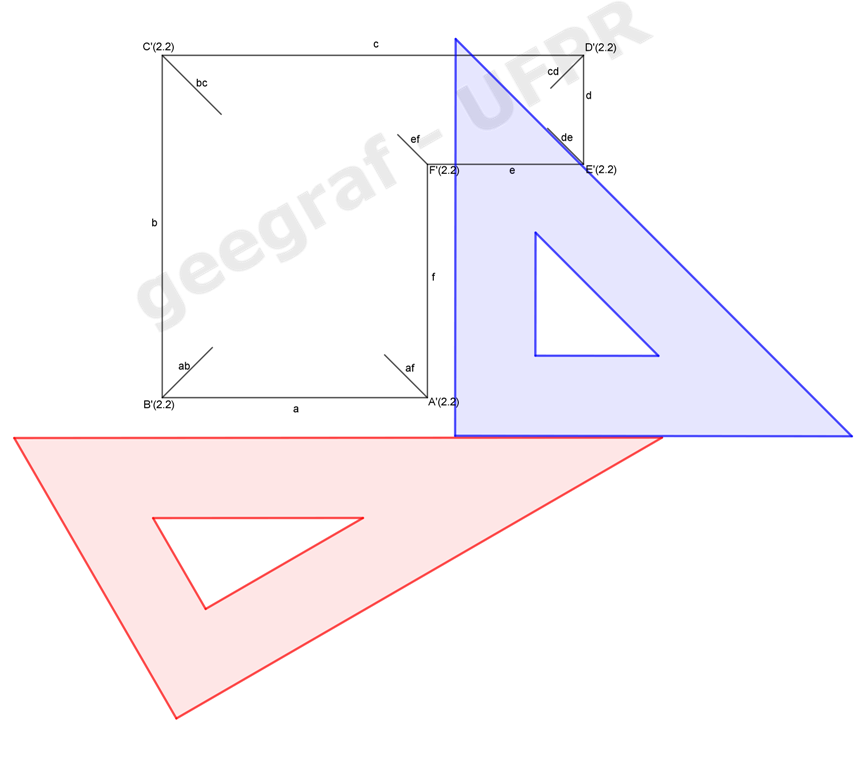 C'(2.2)
c
D'(2.2)
bc
cd
d
ef
de
F'(2.2)
e
E'(2.2)
b
f
geegraf - UFPR
ab
af
B'(2.2)
a
A'(2.2)